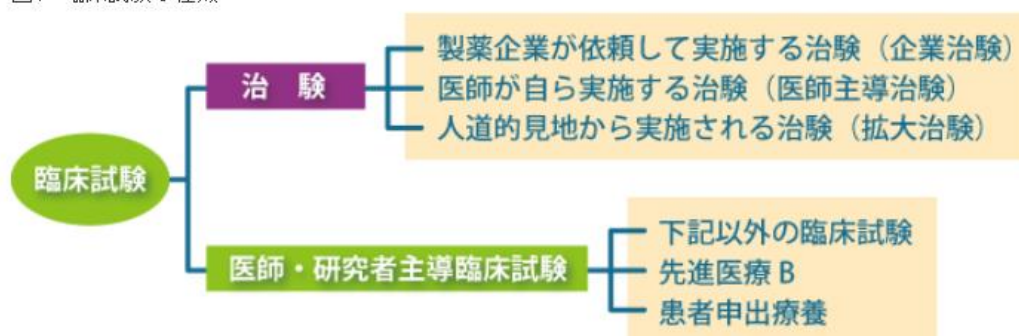 製薬企業が依頼して実施する治験（企業治験）
治　験
医師が自ら実施する治験（医師主導治験）
人道的見地から実施される治験（拡大治験）
臨床試験
下記以外の臨床試験
医師・研究者主導臨床試験
先進医療 B
患者申出療養